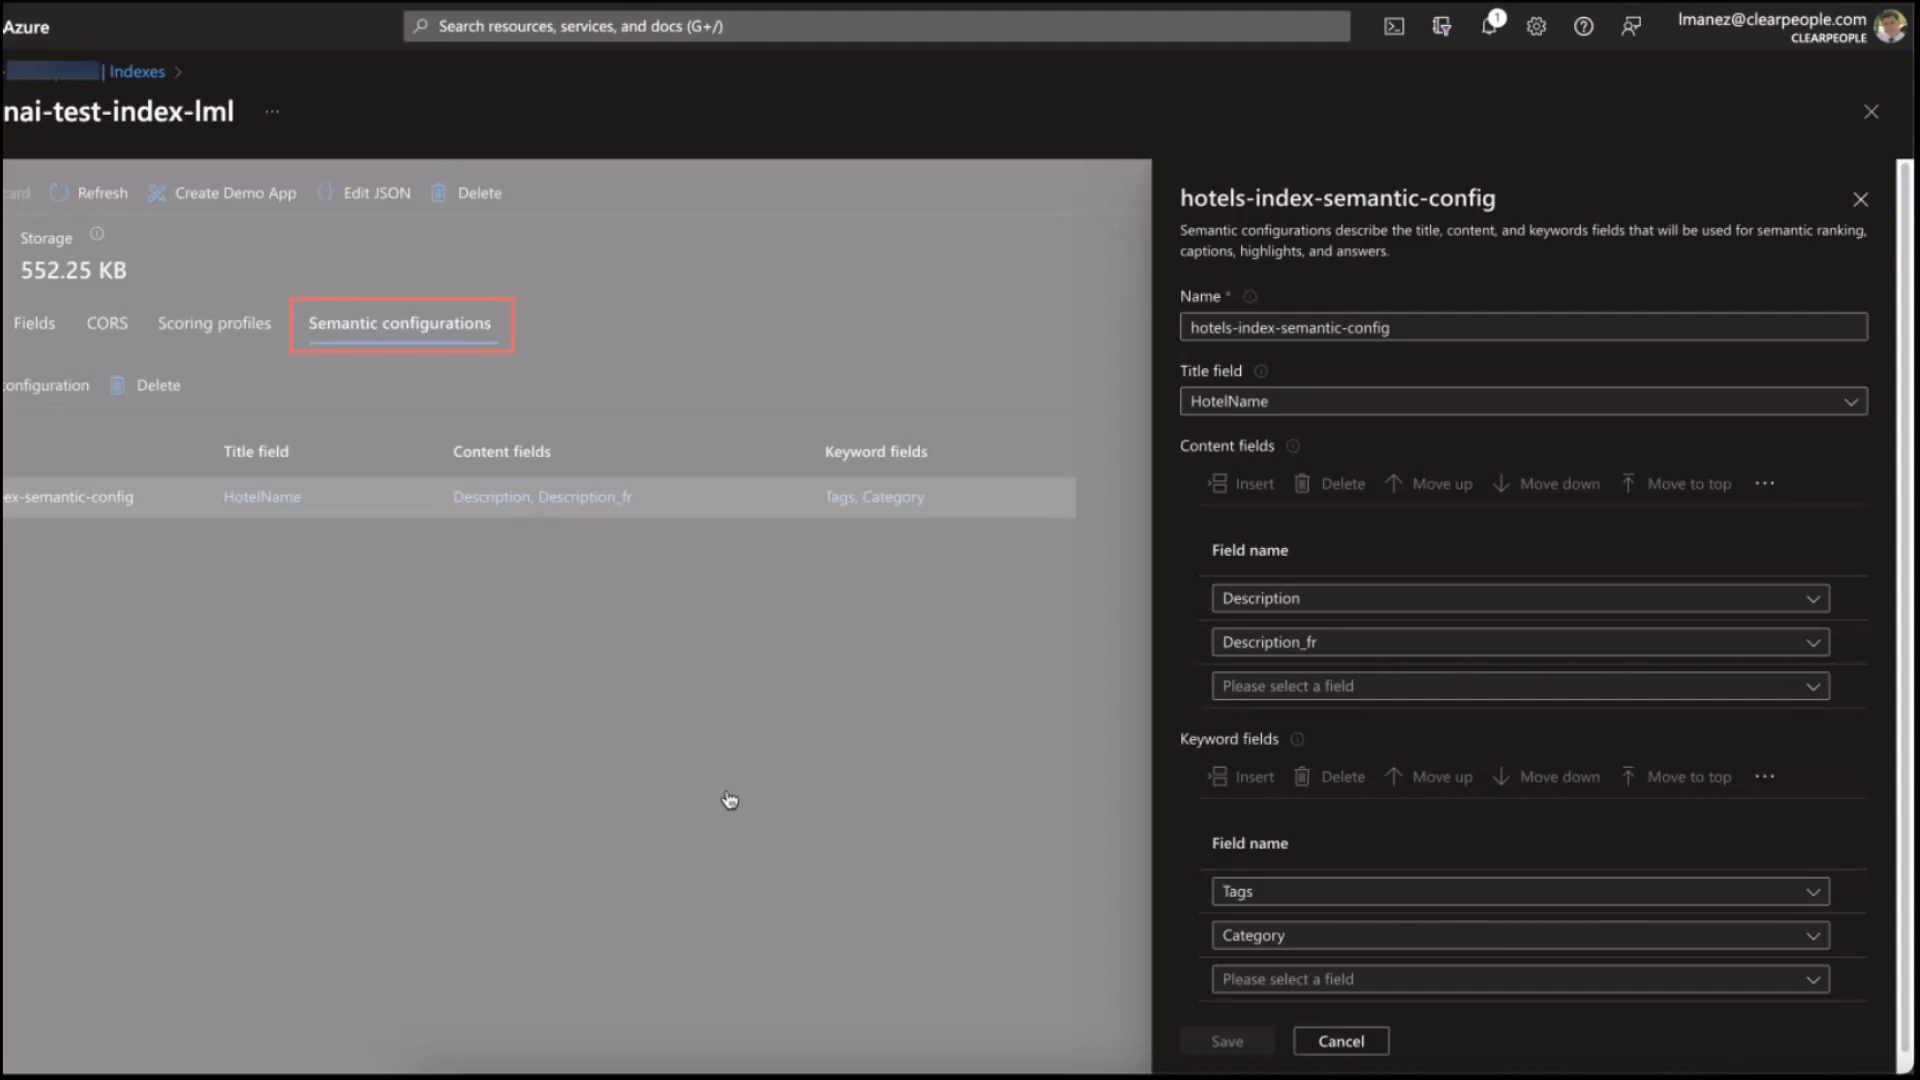 Azure
Search resources, services, and docs (G+/)
1
lmanez@clearpeople.com
CLEARPEOPLE
| Indexes
nai-test-index-lml
...
Refresh
Create Demo App
Edit JSON
Delete
Storage
552.25 KB
Fields
CORS
Scoring profiles
Semantic configurations
configuration
Delete
Title field
Content fields
Keyword fields
ex-semantic-config
HotelName
Description, Description_fr
Tags, Category
hotels-index-semantic-config
Semantic configurations describe the title, content, and keywords fields that will be used for semantic ranking,
captions, highlights, and answers.
Name *
hotels-index-semantic-config
Title field
HotelName
Content fields
Insert
Delete
Move up
Move down
Move to top
...
Field name
Description
Description_fr
Please select a field
Keyword fields
Insert
Delete
Move up
Move down
Move to top
...
Field name
Tags
Category
Please select a field
Save
Cancel